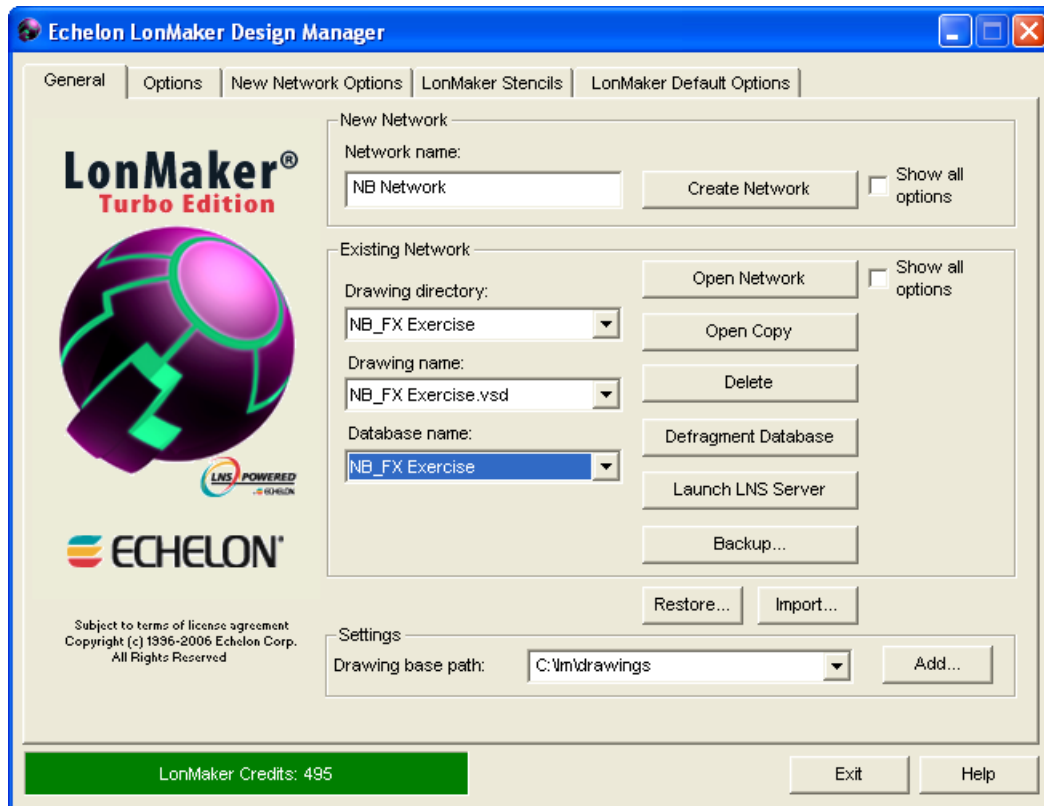 Echelon LonMaker Design Manager
General
Options
New Network Options
LonMaker Stencils
LonMaker Default Options
LonMaker®
Turbo Edition
LNS POWERED
BY ECHELON
ECHELON
Subject to terms of license agreement
Copyright (c) 1996-2006 Echelon Corp.
All Rights Reserved
New Network
Network name:
NB Network
Create Network
Show all
options
Existing Network
Drawing directory:
NB_FX Exercise
Drawing name:
NB_FX Exercise.vsd
Database name:
NB_FX Exercise
Open Network
Show all
options
Open Copy
Delete
Defragment Database
Launch LNS Server
Backup...
Restore...
Import...
Settings
Drawing base path:
C:\lm\drawings
Add...
LonMaker Credits: 495
Exit
Help